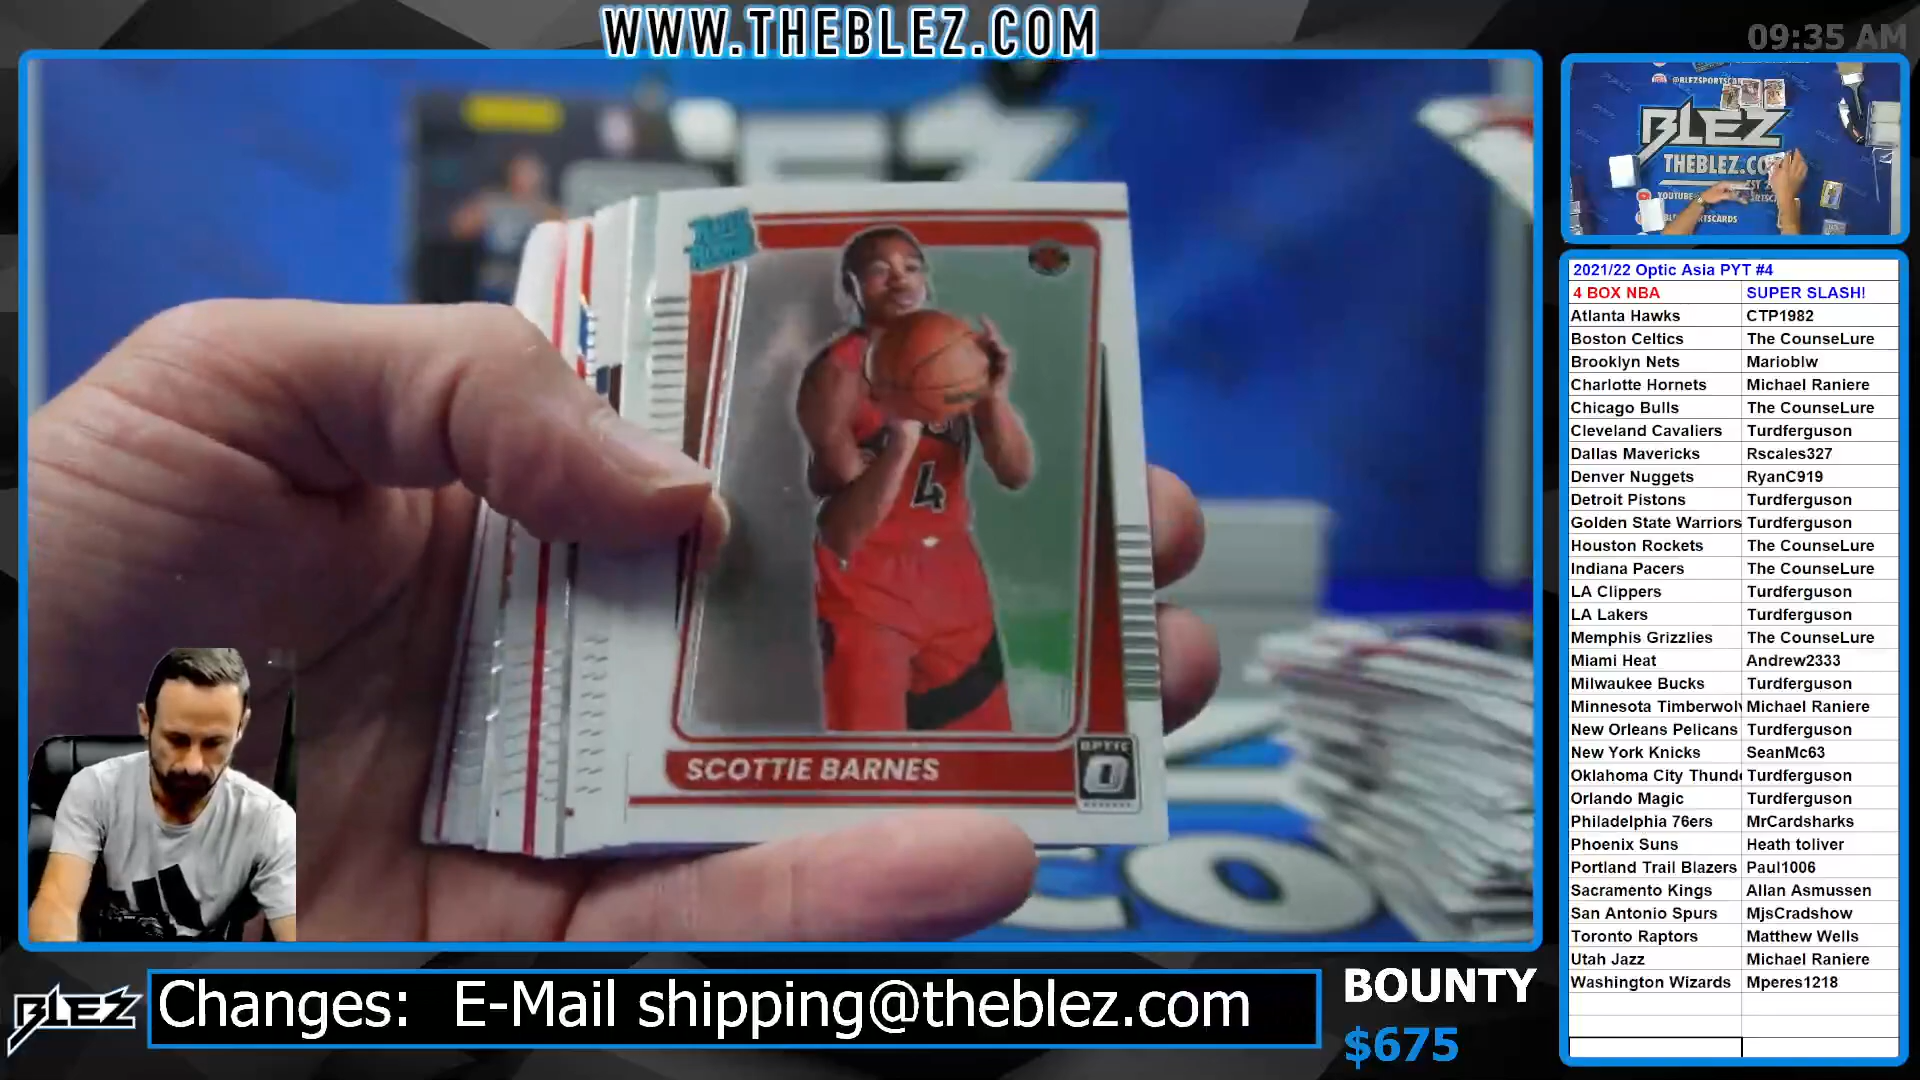 WWW.THEBLEZ.COM
09:35 AM
BLEZ
THEBLEZ.CO
SCOTTIE BARNES
4
OPTIC
2021/22 Optic Asia PYT #4
4 BOX NBA SUPER SLASH!
Atlanta Hawks CTP1982
Boston Celtics The CounseLure
Brooklyn Nets Marioblw
Charlotte Hornets Michael Raniere
Chicago Bulls The CounseLure
Cleveland Cavaliers Turdferguson
Dallas Mavericks Rscales327
Denver Nuggets RyanC919
Detroit Pistons Turdferguson
Golden State Warriors Turdferguson
Houston Rockets The CounseLure
Indiana Pacers The CounseLure
LA Clippers Turdferguson
LA Lakers Turdferguson
Memphis Grizzlies The CounseLure
Miami Heat Andrew2333
Milwaukee Bucks Turdferguson
Minnesota Timberwolv Michael Raniere
New Orleans Pelicans Turdferguson
New York Knicks SeanMc63
Oklahoma City Thund Turdferguson
Orlando Magic Turdferguson
Philadelphia 76ers MrCardsharks
Phoenix Suns Heath toliver
Portland Trail Blazers Paul1006
Sacramento Kings Allan Asmussen
San Antonio Spurs MjsCradshow
Toronto Raptors Matthew Wells
Utah Jazz Michael Raniere
Washington Wizards Mperes1218
BLEZ
Changes: E-Mail shipping@theblez.com
BOUNTY
$675